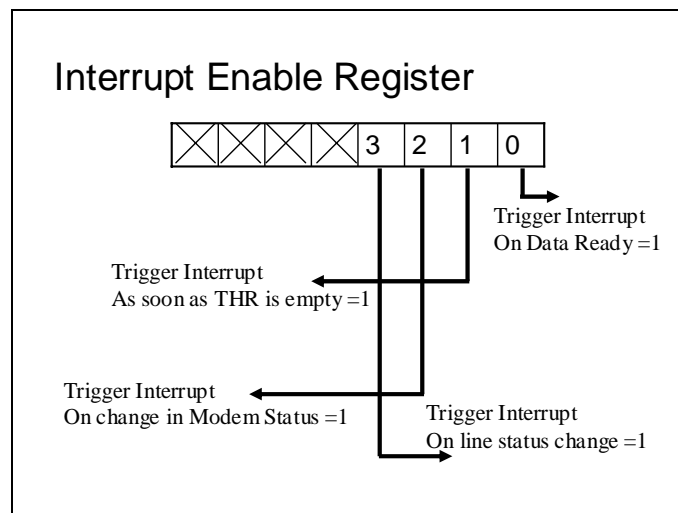 Interrupt Enable Register
3 2 1 0
Trigger Interrupt
On Data Ready =1
Trigger Interrupt
As soon as THR is empty =1
Trigger Interrupt
On change in Modem Status =1
Trigger Interrupt
On line status change =1